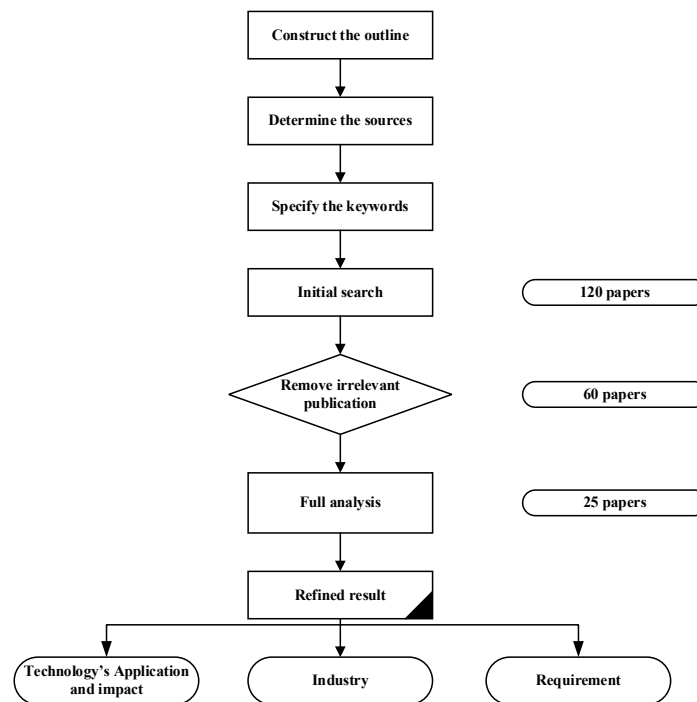 Construct the outline
Determine the sources
Specify the keywords
Initial search
120 papers
Remove irrelevant
publication
60 papers
Full analysis
25 papers
Refined result
Technology’s Application
and impact
Industry
Requirement